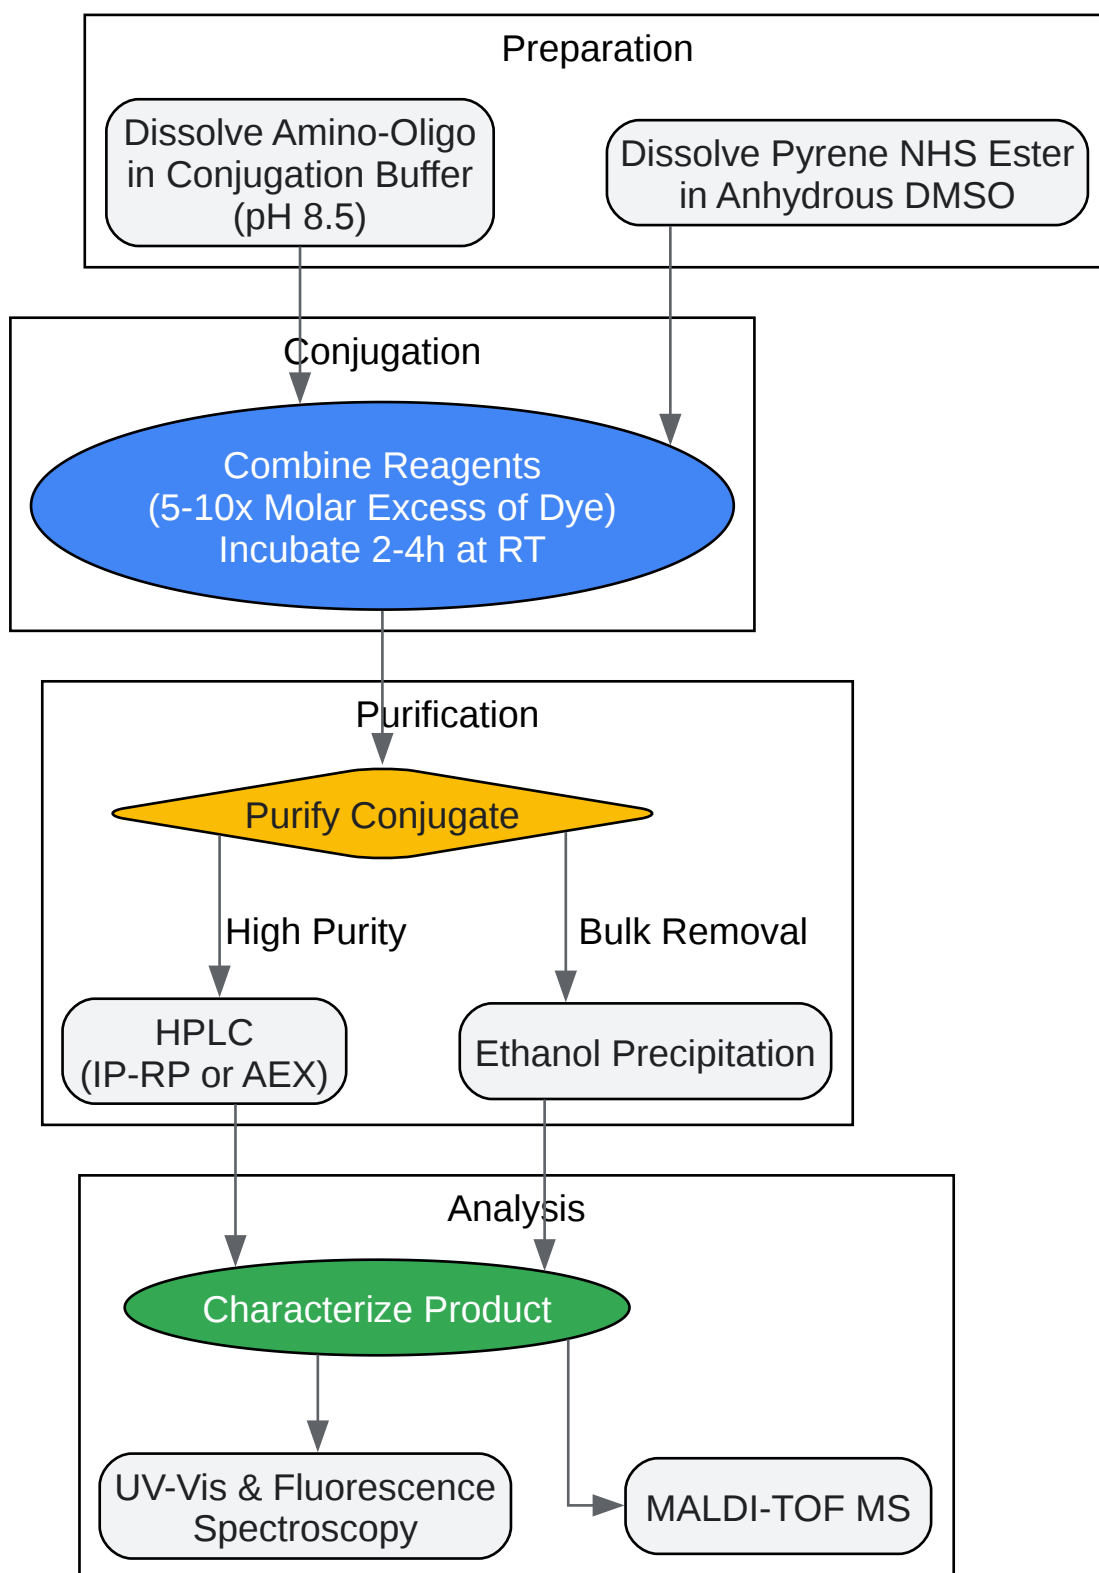 Preparation
Dissolve Amino-Oligo
in Conjugation Buffer
(pH 8.5)
Dissolve Pyrene NHS Ester
in Anhydrous DMSO
Conjugation
Combine Reagents
(5-10x Molar Excess of Dye)
Incubate 2-4h at RT
Purification
Purify Conjugate
High Purity
Bulk Removal
HPLC
(IP-RP or AEX)
Ethanol Precipitation
Analysis
Characterize Product
UV-Vis & Fluorescence
Spectroscopy
MALDI-TOF MS